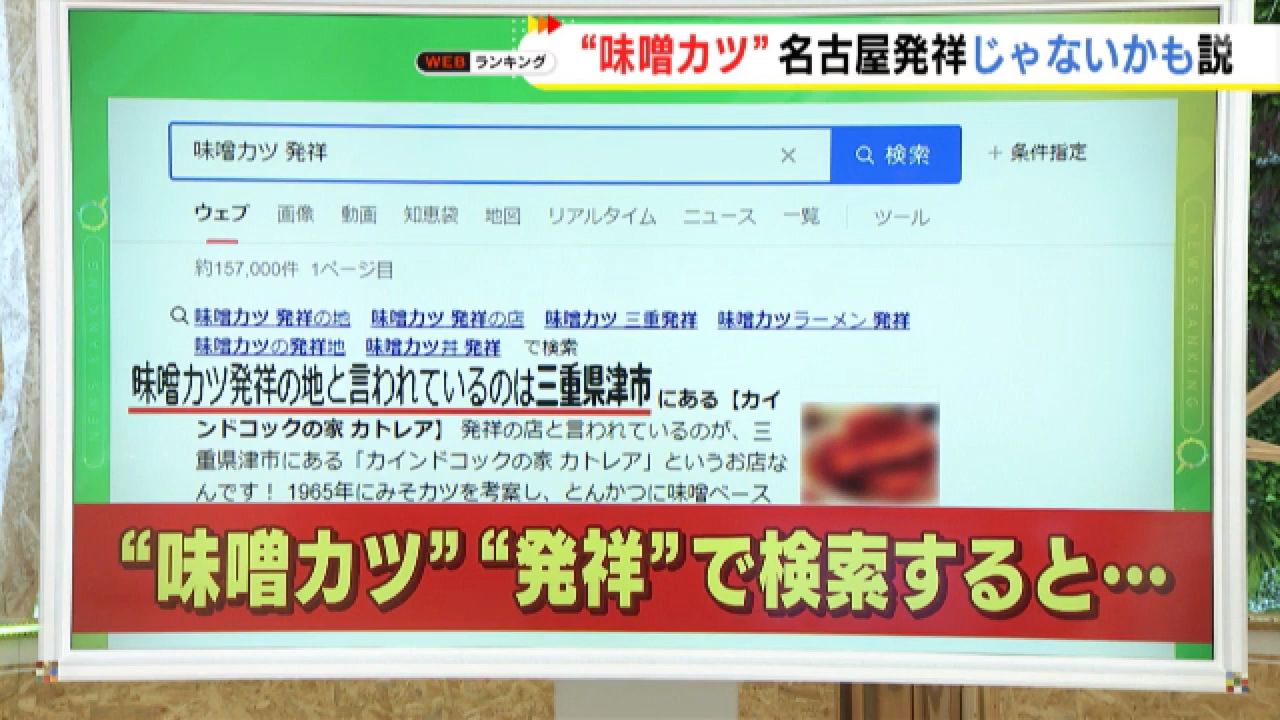 WEB ランキング
“味噌カツ” 名古屋発祥じゃないかも説
味噌カツ 発祥
× 検索 + 条件指定
ウェブ 画像 動画 知恵袋 地図 リアルタイム ニュース 一覧 ツール
約157,000件 1ページ目
味噌カツ 発祥の地 味噌カツ 発祥の店 味噌カツ 三重発祥 味噌カツラーメン 発祥
味噌カツの発祥地 味噌カツ丼 発祥 で検索
味噌カツ発祥の地と言われているのは三重県津市にある【カイ
ンドコックの家 カトレア】 発祥の店と言われているのが、三
重県津市にある「カインドコックの家 カトレア」というお店な
んです！ 1965年にみそカツを考案し、とんかつに味噌ベース
“味噌カツ” “発祥”で検索すると…
NEWS RANKING
NEWS RANKING